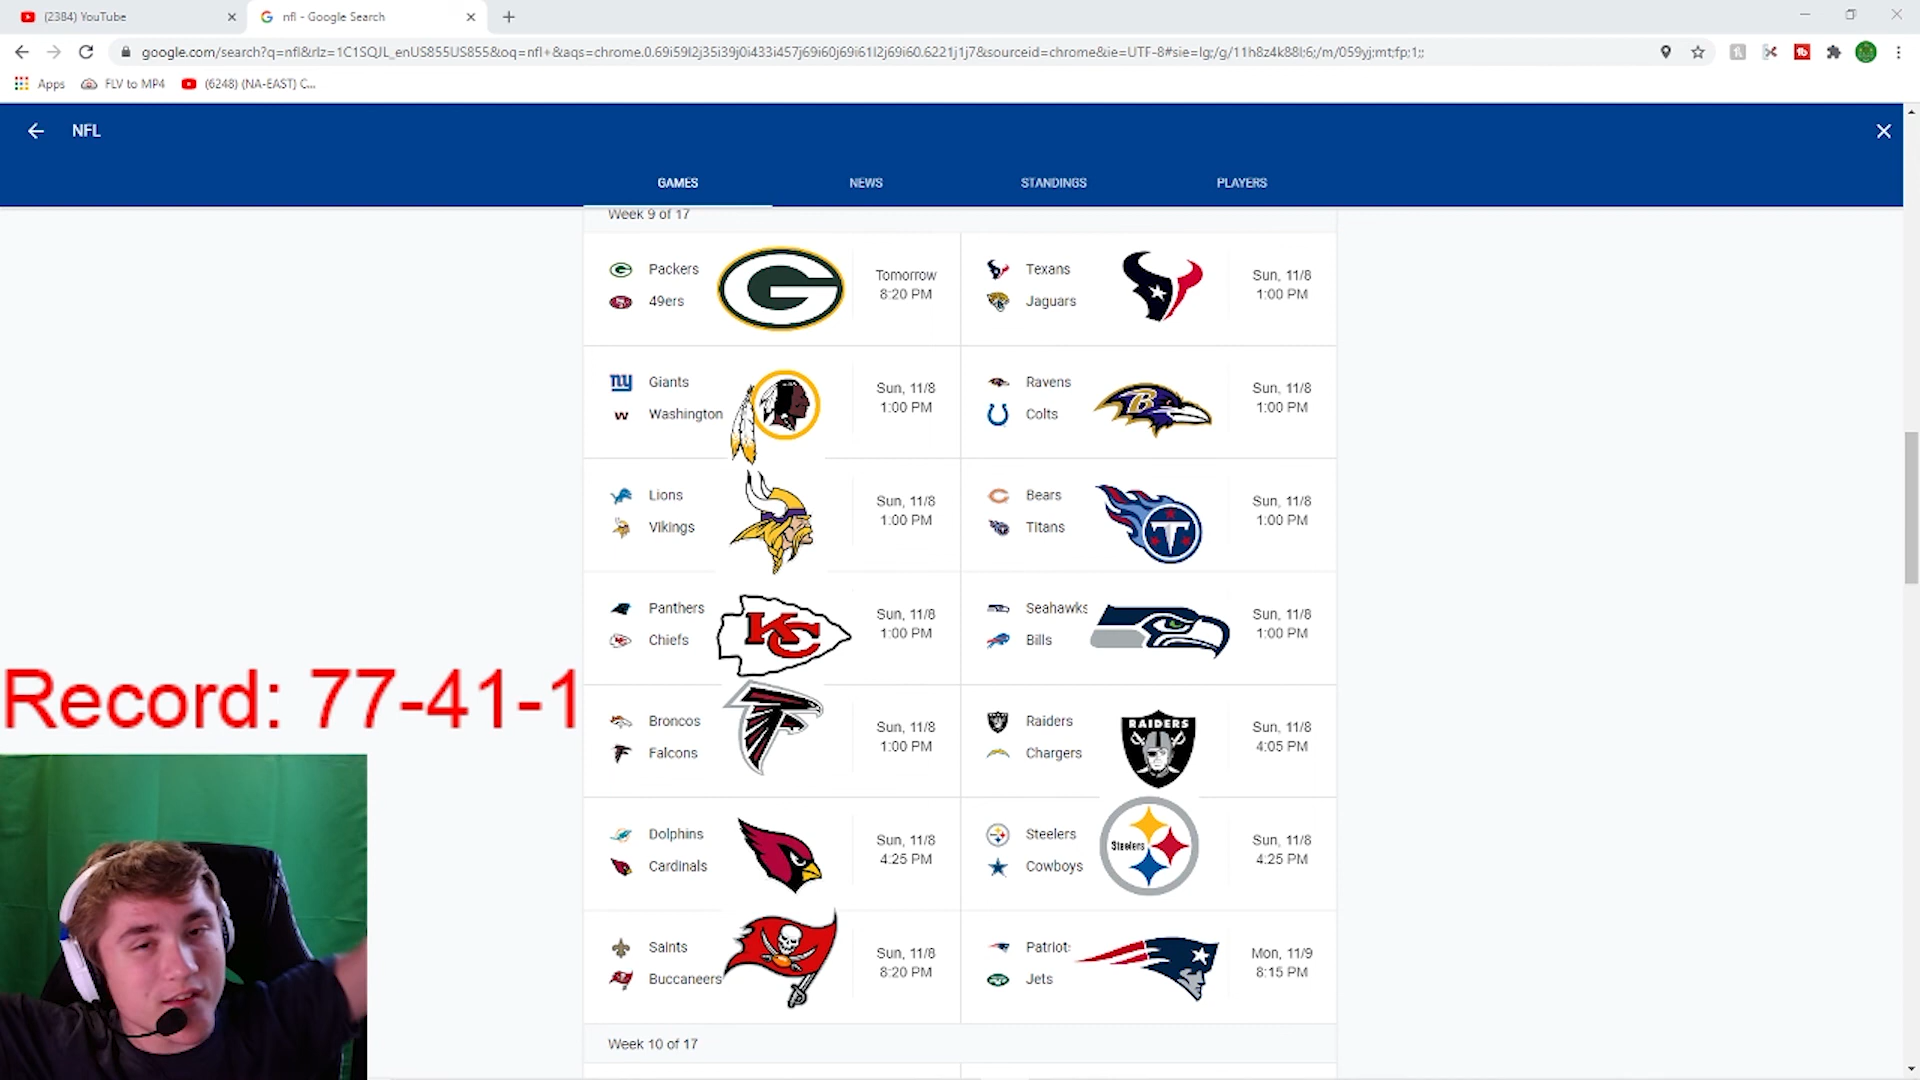 (2384) YouTube
nfl - Google Search
google.com/search?q=nfl&rlz=1C1SQJL_enUS855US855&oq=nfl+&aqs=chrome.0.69i59l2j35i39j0i433i457j69i60j69i61l2j69i60.6221j1j7&sourceid=chrome&ie=UTF-8#sie=lg;/g/11h8z4k88l;6;/m/059yj;mt;fp;1;;
Apps
FLV to MP4
(6248) (NA-EAST) C...
NFL
GAMES
NEWS
STANDINGS
PLAYERS
Week 9 of 17
Packers
49ers
G
Tomorrow
8:20 PM
Texans
Jaguars
Sun, 11/8
1:00 PM
ny
Giants
W
Washington
Sun, 11/8
1:00 PM
Ravens
Colts
B
Sun, 11/8
1:00 PM
Lions
Vikings
Sun, 11/8
1:00 PM
Bears
Titans
T
Sun, 11/8
1:00 PM
Panthers
Chiefs
KC
Sun, 11/8
1:00 PM
Seahawks
Bills
Sun, 11/8
1:00 PM
Record: 77-41-1
Broncos
Falcons
Sun, 11/8
1:00 PM
Raiders
Chargers
RAIDERS
Sun, 11/8
4:05 PM
Dolphins
Cardinals
Sun, 11/8
4:25 PM
Steelers
Cowboys
Steelers
Sun, 11/8
4:25 PM
Saints
Buccaneers
Sun, 11/8
8:20 PM
Patriot
Jets
Mon, 11/9
8:15 PM
Week 10 of 17